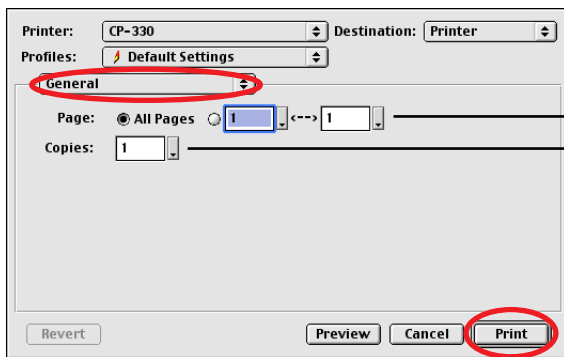 Printer: CP-330 Destination: Printer
Profiles: Default Settings
General
Page: All Pages 1 <--> 1
Copies: 1
Revert Preview Cancel Print